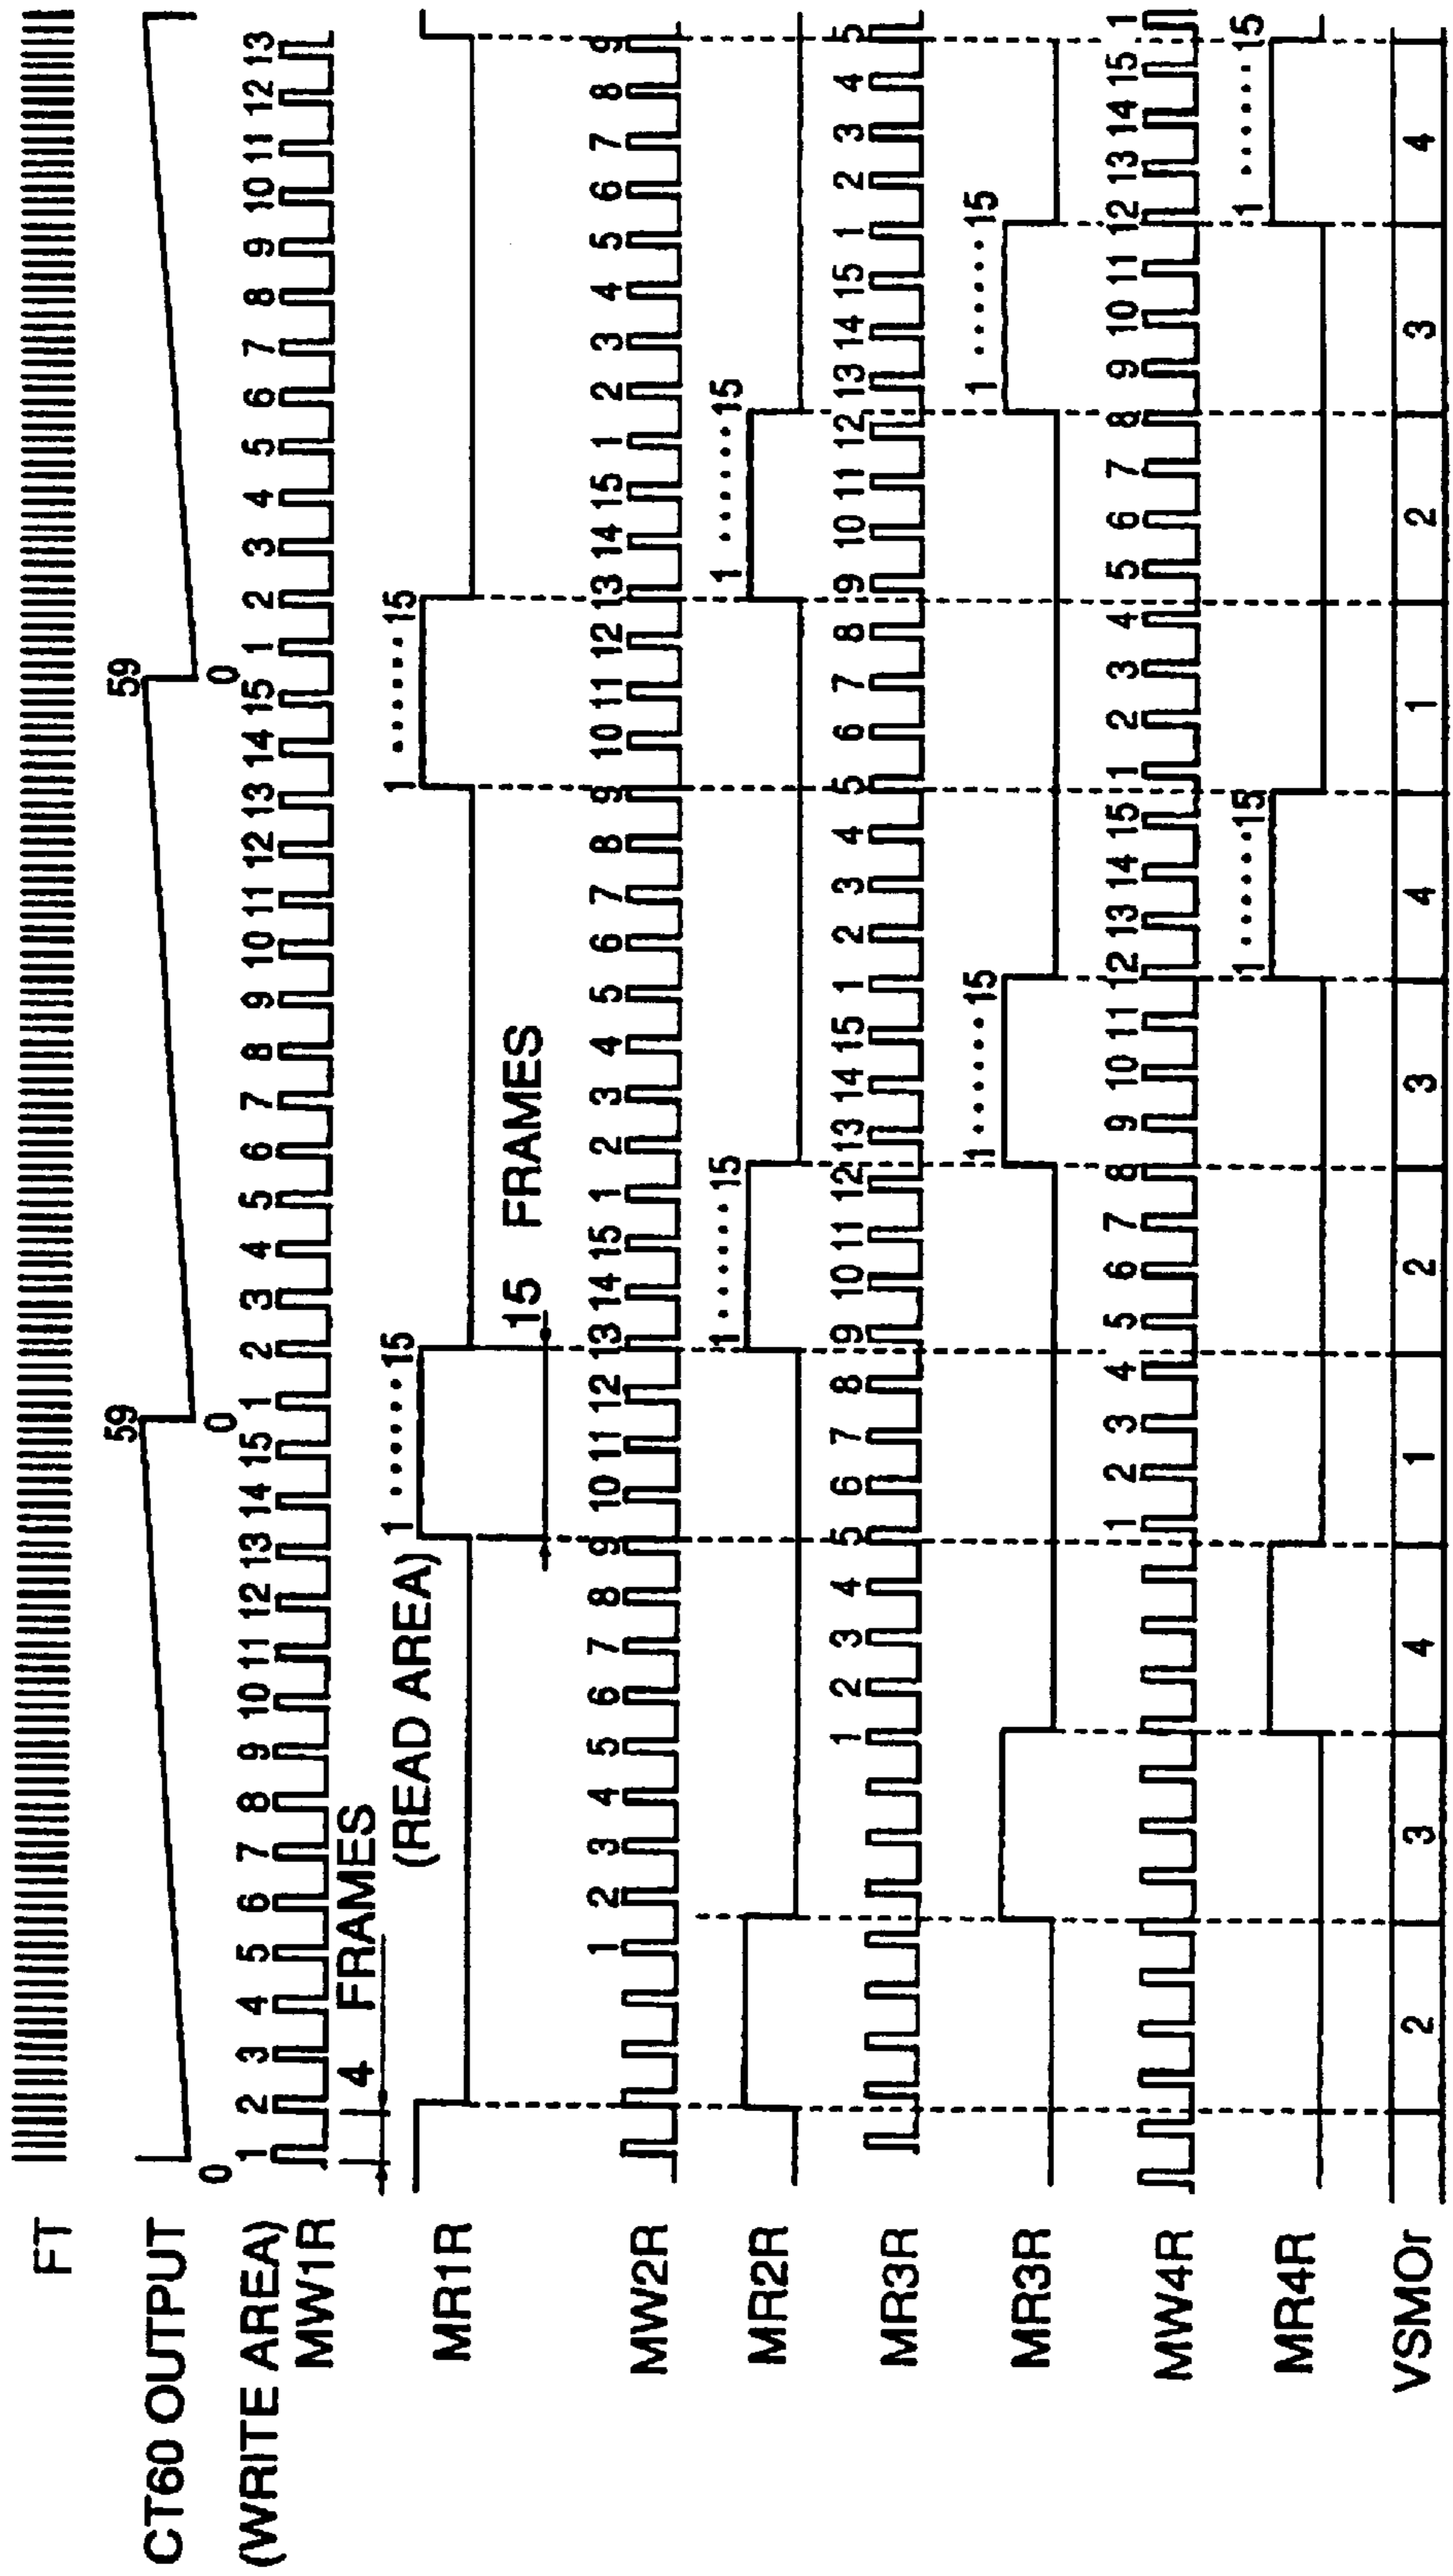 FT
59 59
CT60 OUTPUT 0 0 0
(WRITE AREA)
MW1R 1 2 3 4 5 6 7 8 9 10 11 12 13 14 15 1 2 3 4 5 6 7 8 9 10 11 12 13 14 15 1 2 3 4 5 6 7 8 9 10 11 12 13
4 FRAMES
(READ AREA)
MR1R 1 ······ 15 1 ······ 15
15 FRAMES
MW2R 1 2 3 4 5 6 7 8 9 10 11 12 13 14 15 1 2 3 4 5 6 7 8 9 10 11 12 13 14 15 1 2 3 4 5 6 7 8 9
MR2R 1 ······ 15 1 ······ 15
MR3R 1 2 3 4 5 6 7 8 9 10 11 12 13 14 15 1 2 3 4 5 6 7 8 9 10 11 12 13 14 15 1 2 3 4 5
MR3R 1 ······ 15 1 ······ 15
MW4R 1 2 3 4 5 6 7 8 9 10 11 12 13 14 15 1 2 3 4 5 6 7 8 9 10 11 12 13 14 15 1
MR4R 1 ······ 15 1 ······ 15
VSMOr 2 3 4 1 2 3 4 1 2 3 4